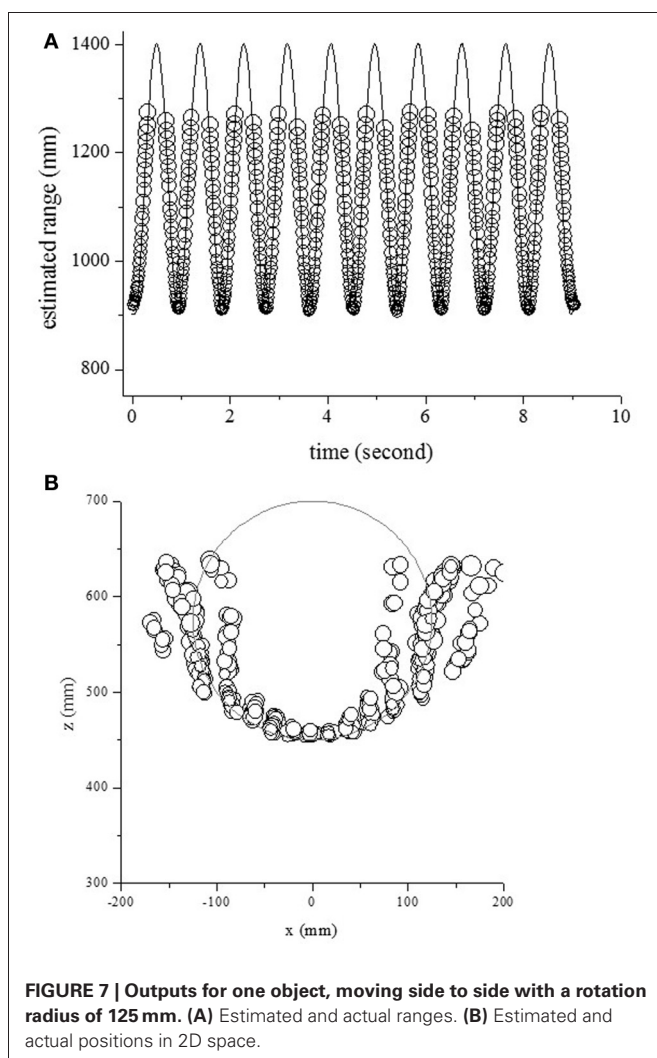 A
1400
1200
1000
800
estimated range (mm)
0
2
4
6
8
10
time (second)
B
700
600
500
400
300
z (mm)
-200
-100
0
100
200
x (mm)
FIGURE 7 | Outputs for one object, moving side to side with a rotation
radius of 125 mm. (A) Estimated and actual ranges. (B) Estimated and
actual positions in 2D space.